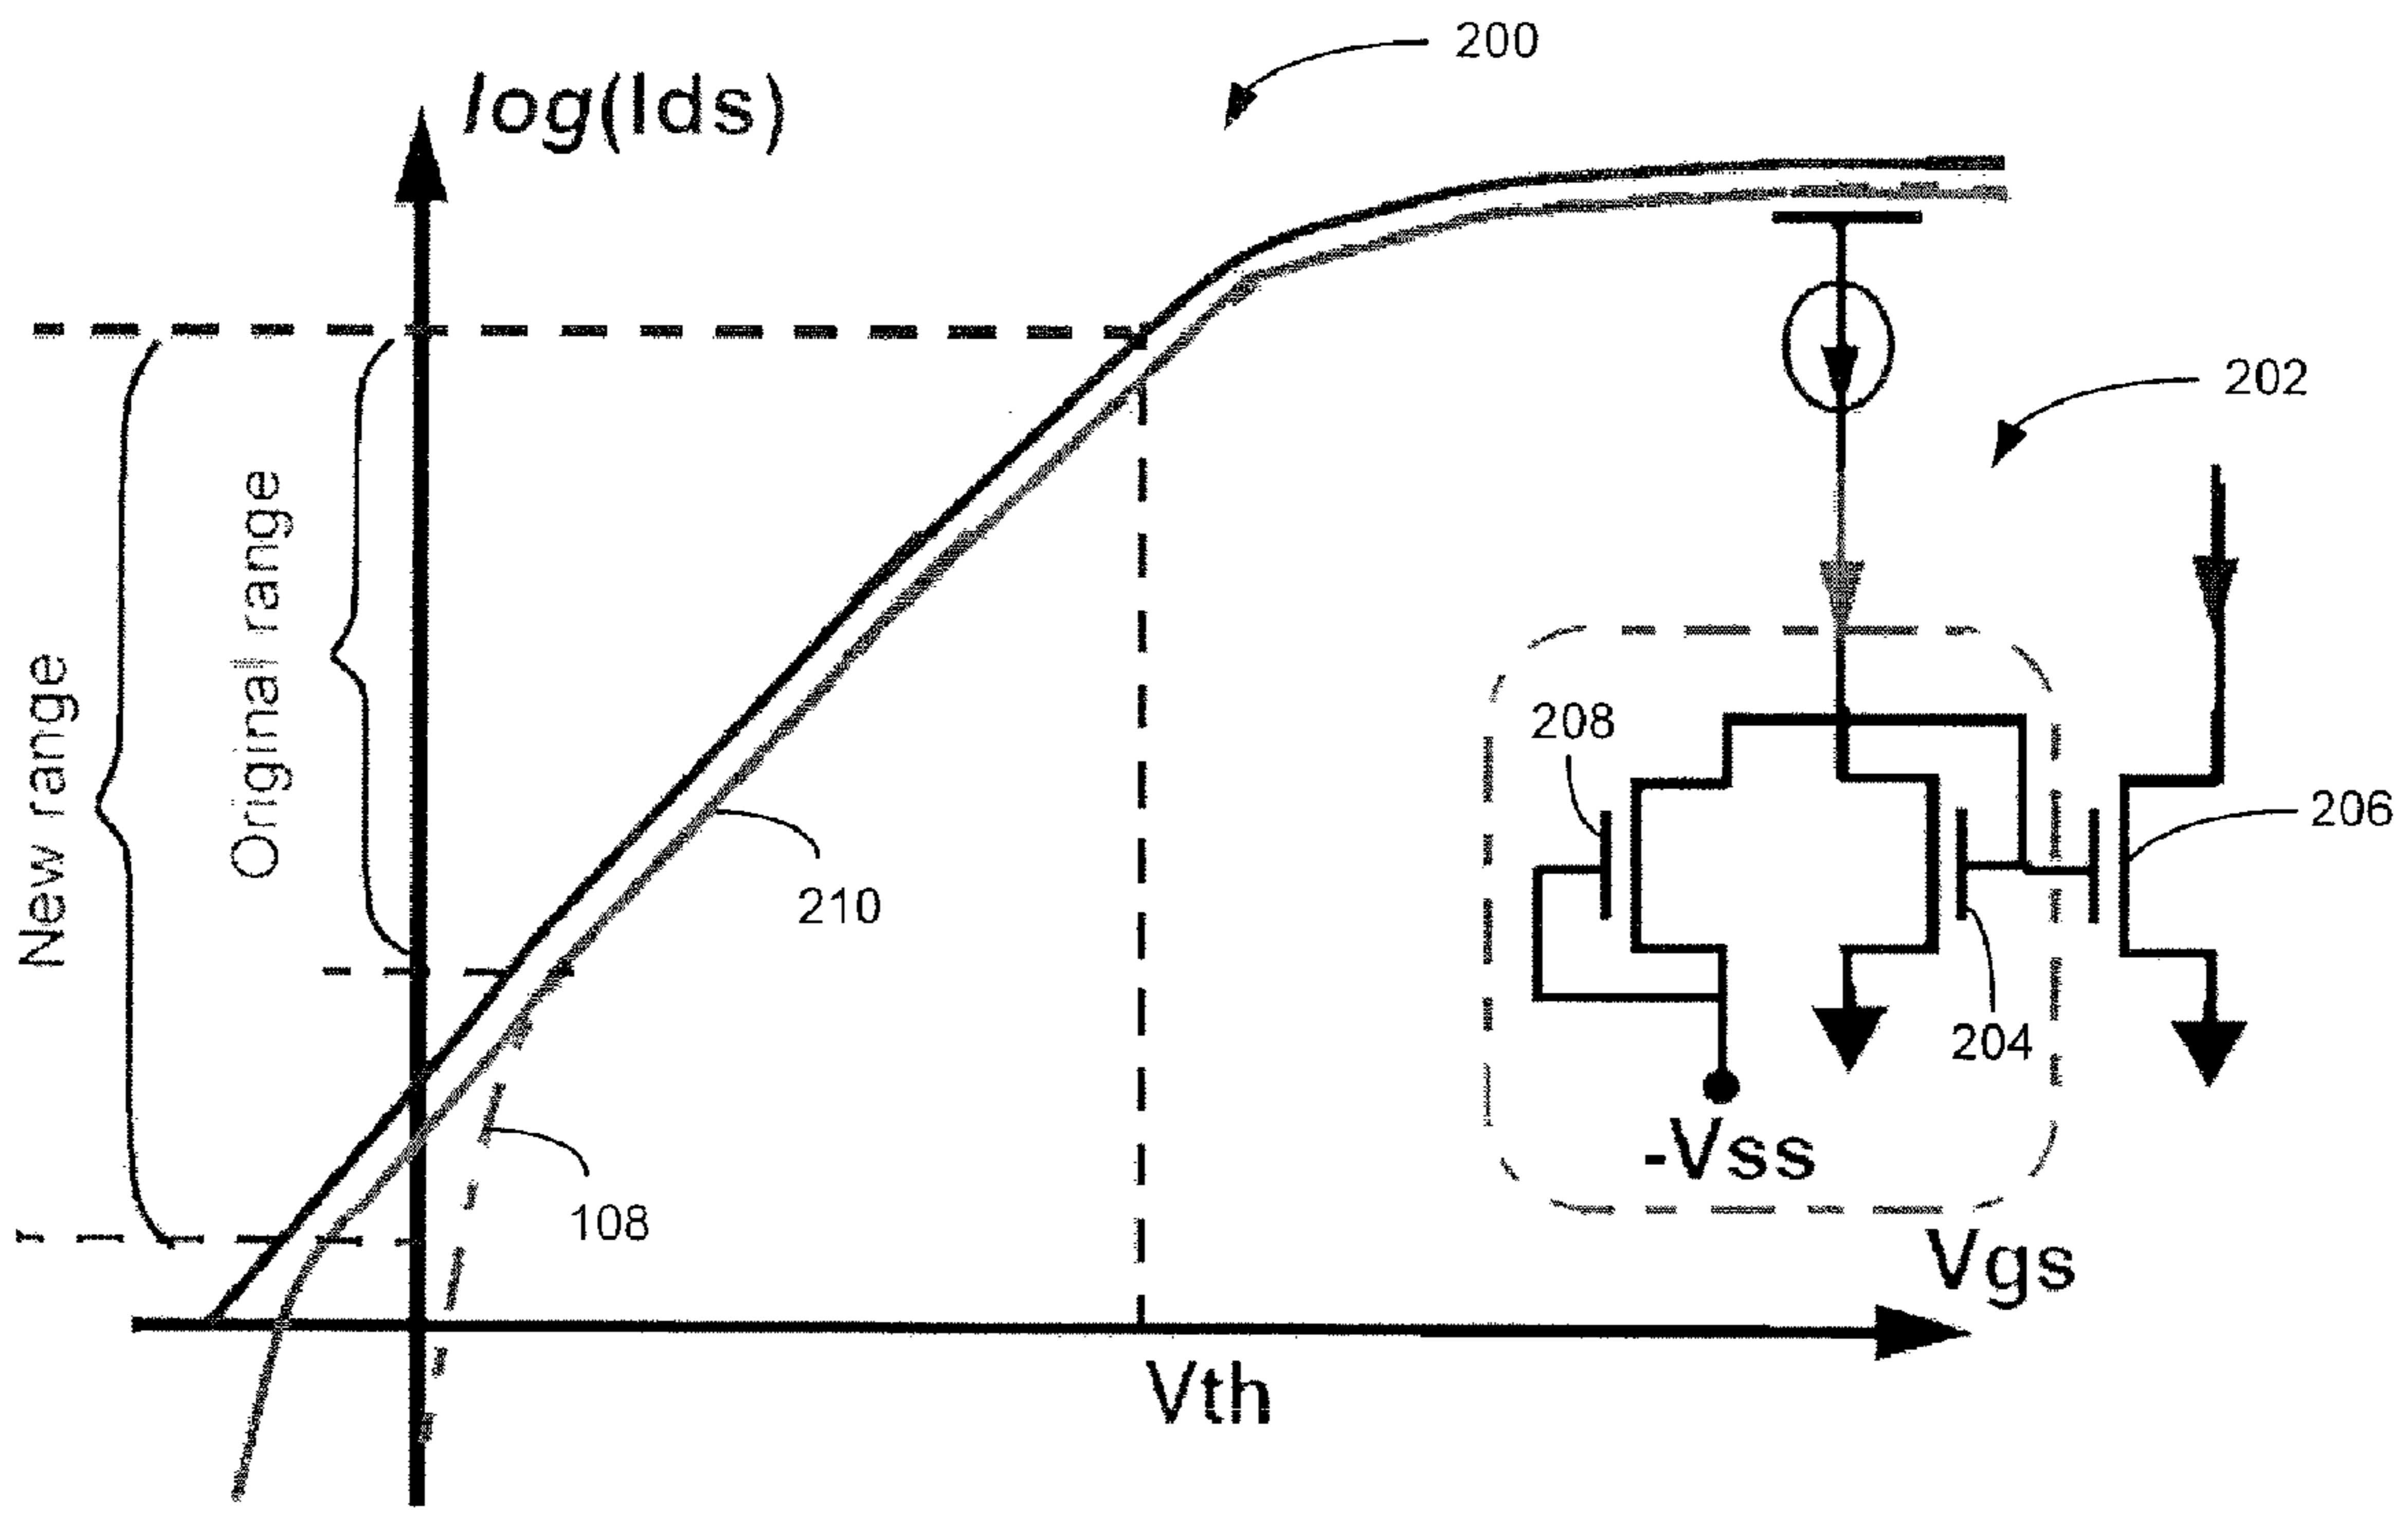 200
log(Ids)
202
Original range
New range
208
206
210
204
-Vss
108
Vgs
Vth